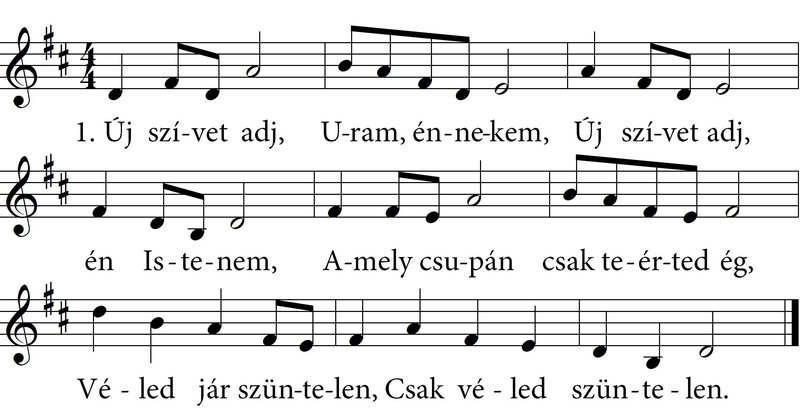 1. Új szí-vet adj, U-ram, én-ne-kem, Új szí-vet adj,
én Is-te-nem, A-mely csu-pán csak te-ér-ted ég,
Vé-led jár szün-te-len, Csak vé-led szün-te-len.